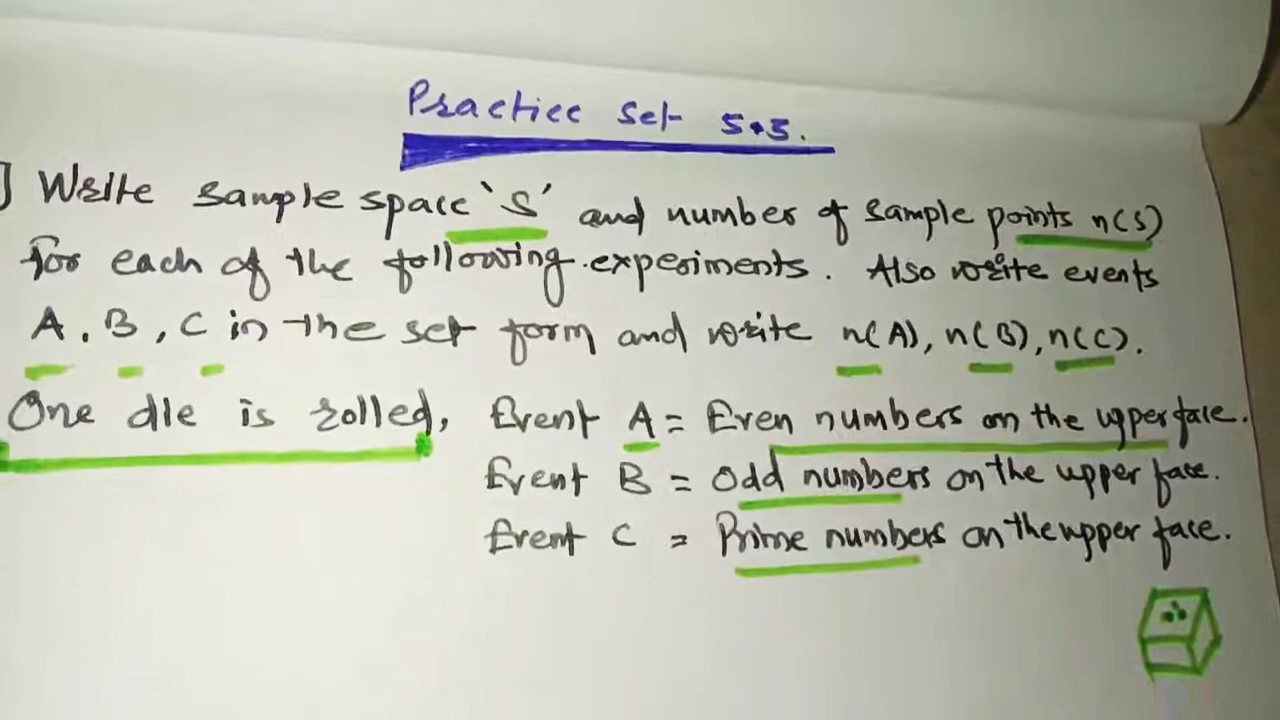 Practice Set 5.3.
] Write sample space 'S' and number of sample points n(S)
for each of the following experiments. Also write events
A, B, C in the set form and write n(A), n(B), n(C).
One die is rolled, Event A = Even numbers on the upper face.
Event B = Odd numbers on the upper face.
Event C = Prime numbers on the upper face.